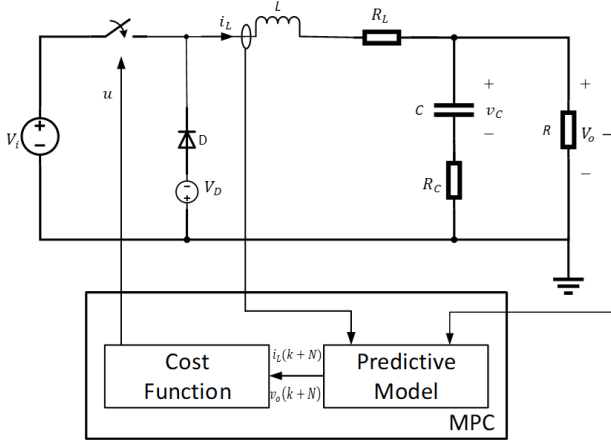 L
i_L
R_L
u
C
+
v_C
−
+
R
V_o
−
V_i
+
−
D
−
+
V_D
R_C
Cost
Function
i_L(k + N)
v_o(k + N)
Predictive
Model
MPC